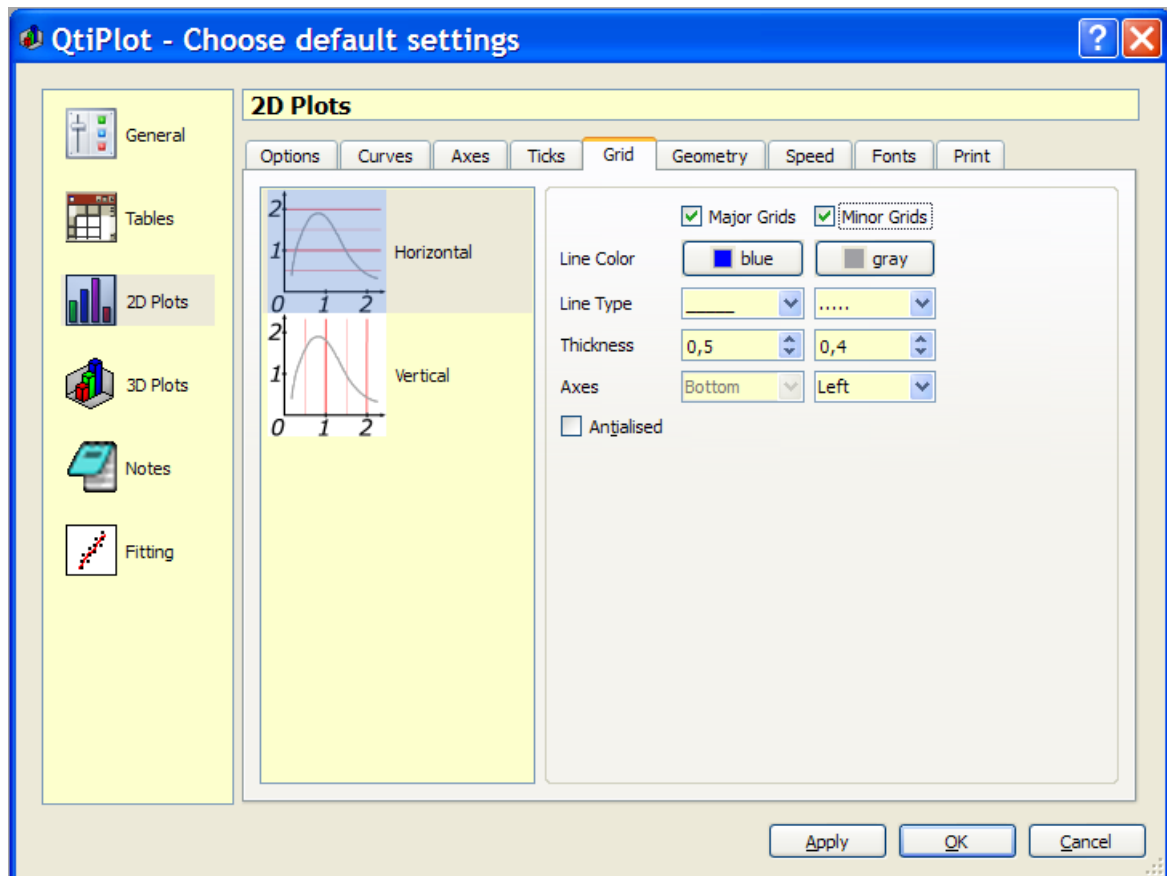 QtiPlot - Choose default settings
General
Tables
2D Plots
3D Plots
Notes
Fitting
2D Plots
Options Curves Axes Ticks Grid Geometry Speed Fonts Print
2
1
0 1 2
Horizontal
2
1
0 1 2
Vertical
Major Grids Minor Grids
Line Color blue gray
Line Type _____ .....
Thickness 0,5 0,4
Axes Bottom Left
Antialised
Apply OK Cancel